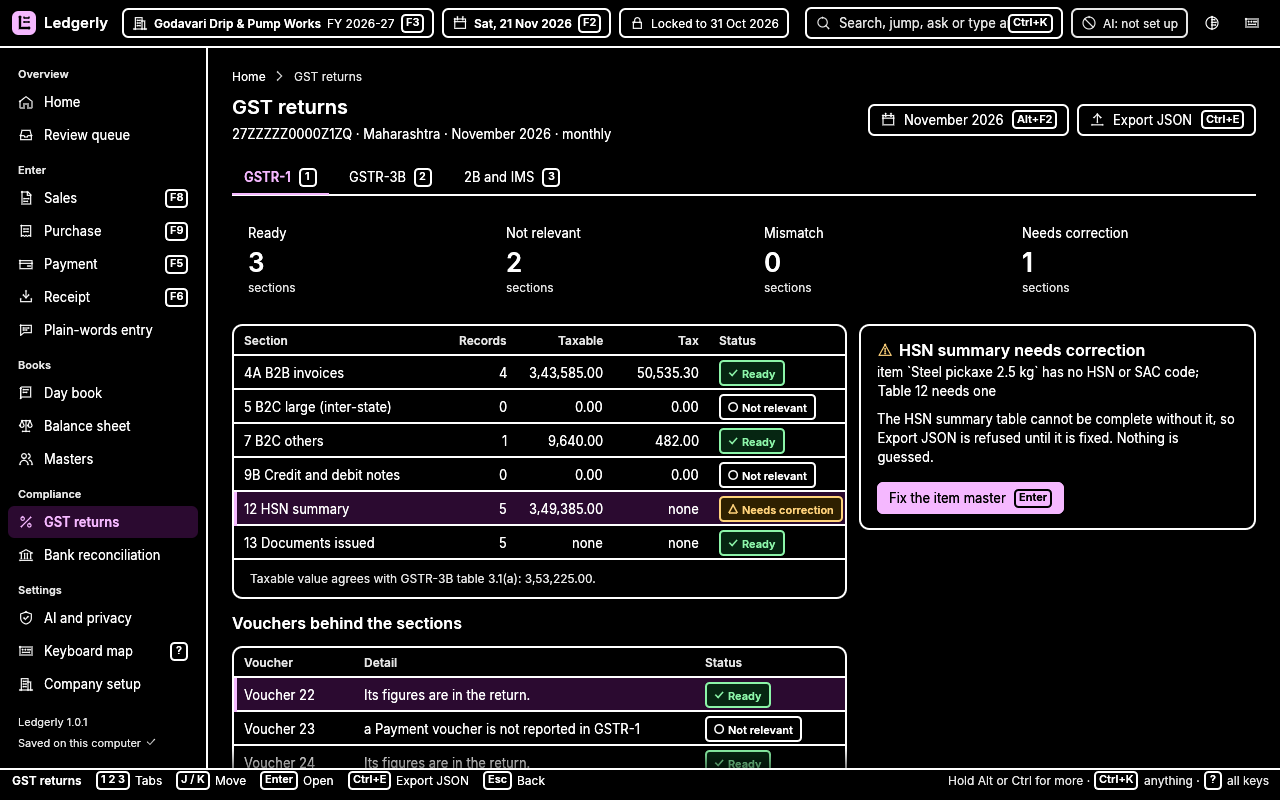 Ledgerly
Godavari Drip & Pump Works FY 2026-27 F3
Sat, 21 Nov 2026 F2
Locked to 31 Oct 2026
Search, jump, ask or type a Ctrl+K
AI: not set up
Overview
Home
Review queue
Enter
Sales F8
Purchase F9
Payment F5
Receipt F6
Plain-words entry
Books
Day book
Balance sheet
Masters
Compliance
GST returns
Bank reconciliation
Settings
AI and privacy
Keyboard map ?
Company setup
Ledgerly 1.0.1
Saved on this computer
Home GST returns
GST returns
27ZZZZZ0000Z1ZQ · Maharashtra · November 2026 · monthly
November 2026 Alt+F2
Export JSON Ctrl+E
GSTR-1 1 GSTR-3B 2 2B and IMS 3
Ready Not relevant Mismatch Needs correction
3 2 0 1
sections sections sections sections
Section Records Taxable Tax Status
4A B2B invoices 4 3,43,585.00 50,535.30 Ready
5 B2C large (inter-state) 0 0.00 0.00 Not relevant
7 B2C others 1 9,640.00 482.00 Ready
9B Credit and debit notes 0 0.00 0.00 Not relevant
12 HSN summary 5 3,49,385.00 none Needs correction
13 Documents issued 5 none none Ready
Taxable value agrees with GSTR-3B table 3.1(a): 3,53,225.00.
HSN summary needs correction
item `Steel pickaxe 2.5 kg` has no HSN or SAC code;
Table 12 needs one
The HSN summary table cannot be complete without it, so
Export JSON is refused until it is fixed. Nothing is
guessed.
Fix the item master Enter
Vouchers behind the sections
Voucher Detail Status
Voucher 22 Its figures are in the return. Ready
Voucher 23 a Payment voucher is not reported in GSTR-1 Not relevant
Voucher 24 Its figures are in the return. Ready
GST returns 1 2 3 Tabs J / K Move Enter Open Ctrl+E Export JSON Esc Back
Hold Alt or Ctrl for more · Ctrl+K anything · ? all keys